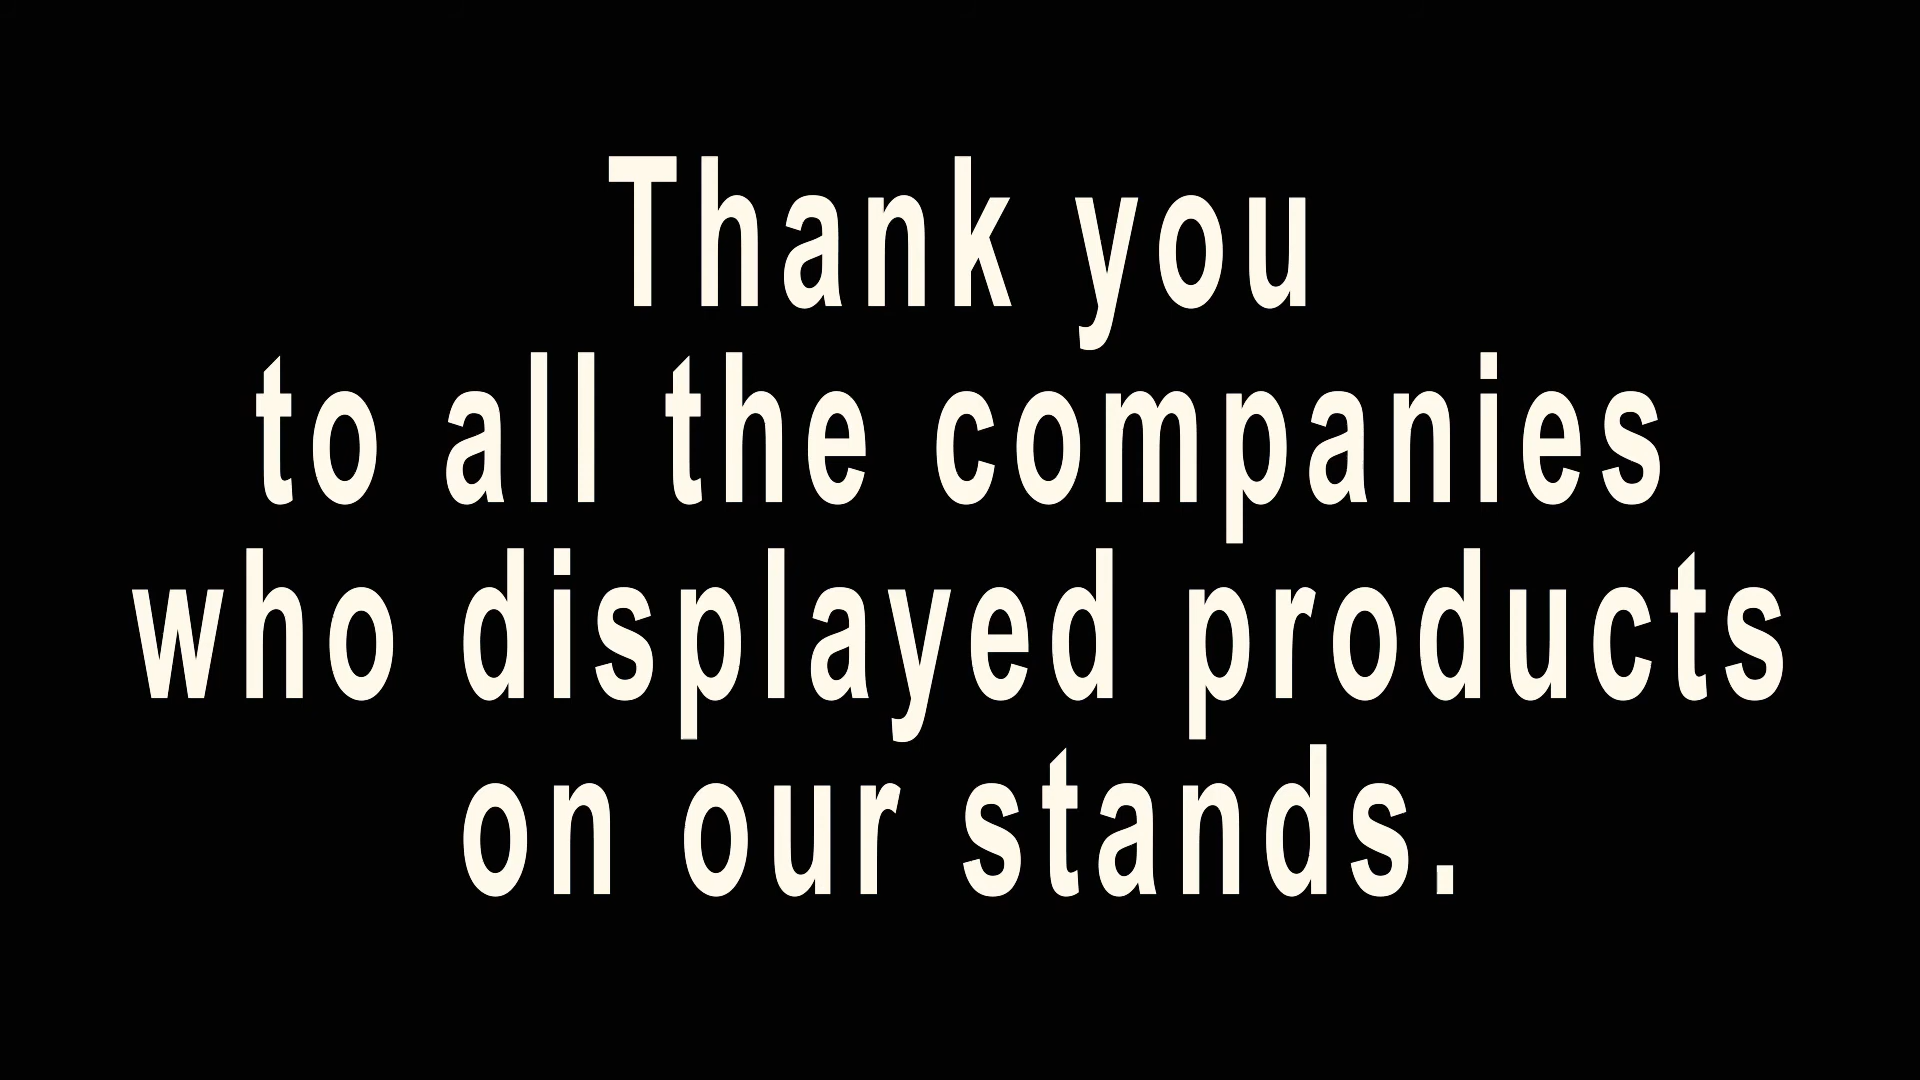 Thank you
to all the companies
who displayed products
on our stands.